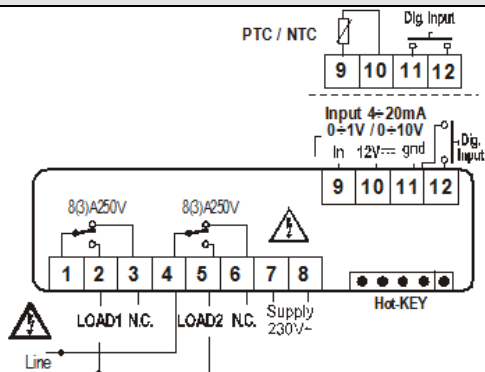 PTC / NTC
Dig. Input
9 10 11 12
Input 4÷20mA
0÷1V / 0÷10V
In 12V⎓ gnd
Dig.
Input
9 10 11 12
8(3)A250V 8(3)A250V
1 2 3 4 5 6 7 8
LOAD1 N.C. LOAD2 N.C. Supply
230V~
Hot-KEY
Line